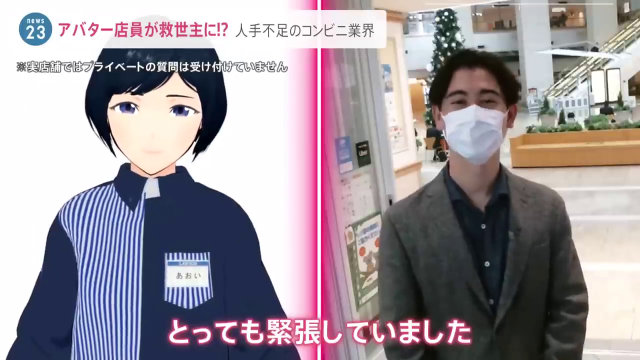 news
23
アバター店員が救世主に!? 人手不足のコンビニ業界
※実店舗ではプライベートの質問は受け付けていません
LAWSON
あおい
とっても緊張していました